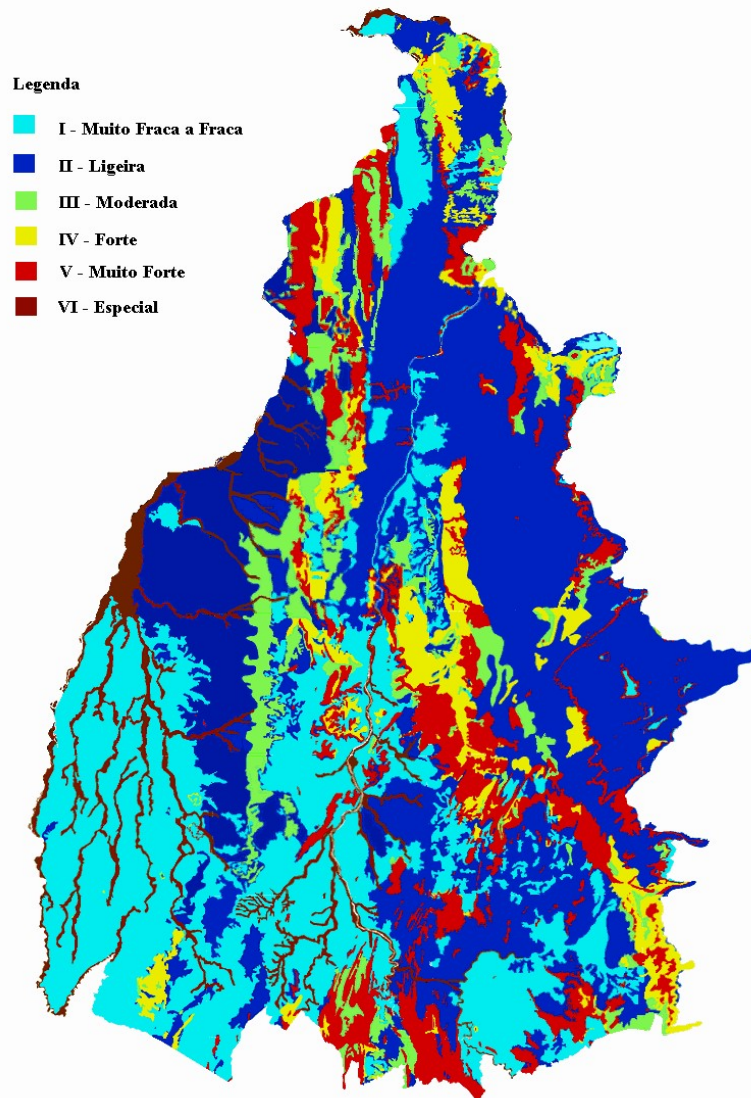 Legenda
I - Muito Fraca a Fraca
II - Ligeira
III - Moderada
IV - Forte
V - Muito Forte
VI - Especial